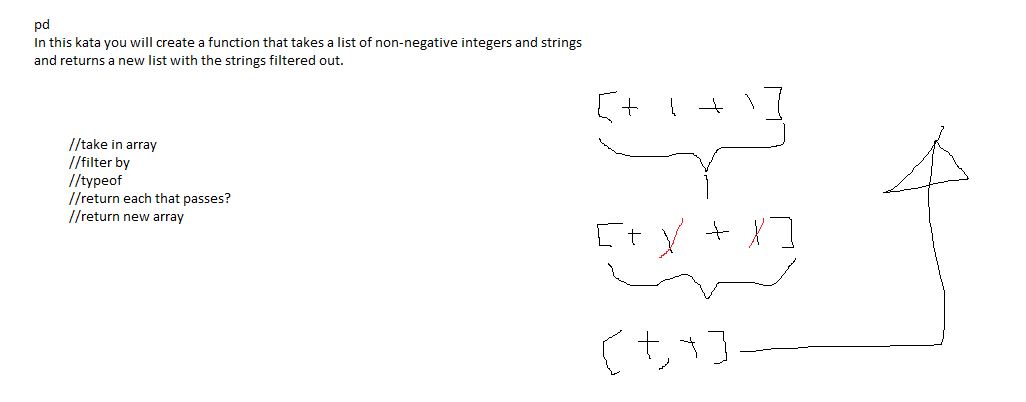 pd
In this kata you will create a function that takes a list of non-negative integers and strings
and returns a new list with the strings filtered out.
//take in array
//filter by
//typeof
//return each that passes?
//return new array
[+ \ + \]
[+ \ + \]
[+, +]